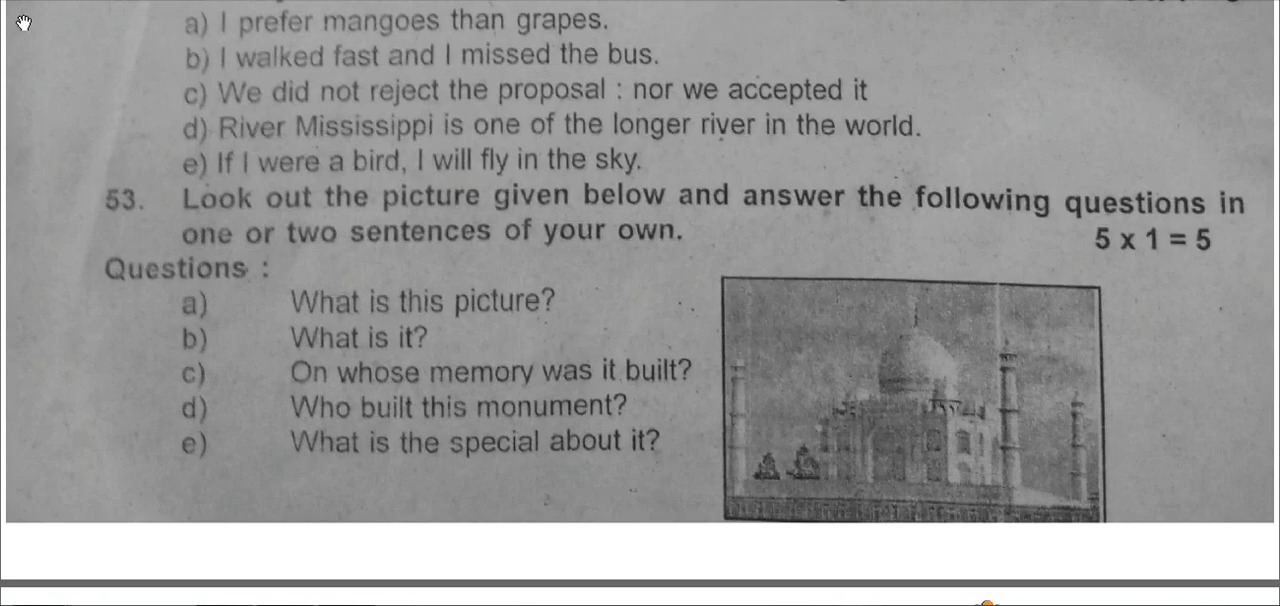 a) I prefer mangoes than grapes.
b) I walked fast and I missed the bus.
c) We did not reject the proposal : nor we accepted it
d) River Mississippi is one of the longer river in the world.
e) If I were a bird, I will fly in the sky.
53. Look out the picture given below and answer the following questions in
one or two sentences of your own. 5 x 1 = 5
Questions :
a) What is this picture?
b) What is it?
c) On whose memory was it built?
d) Who built this monument?
e) What is the special about it?